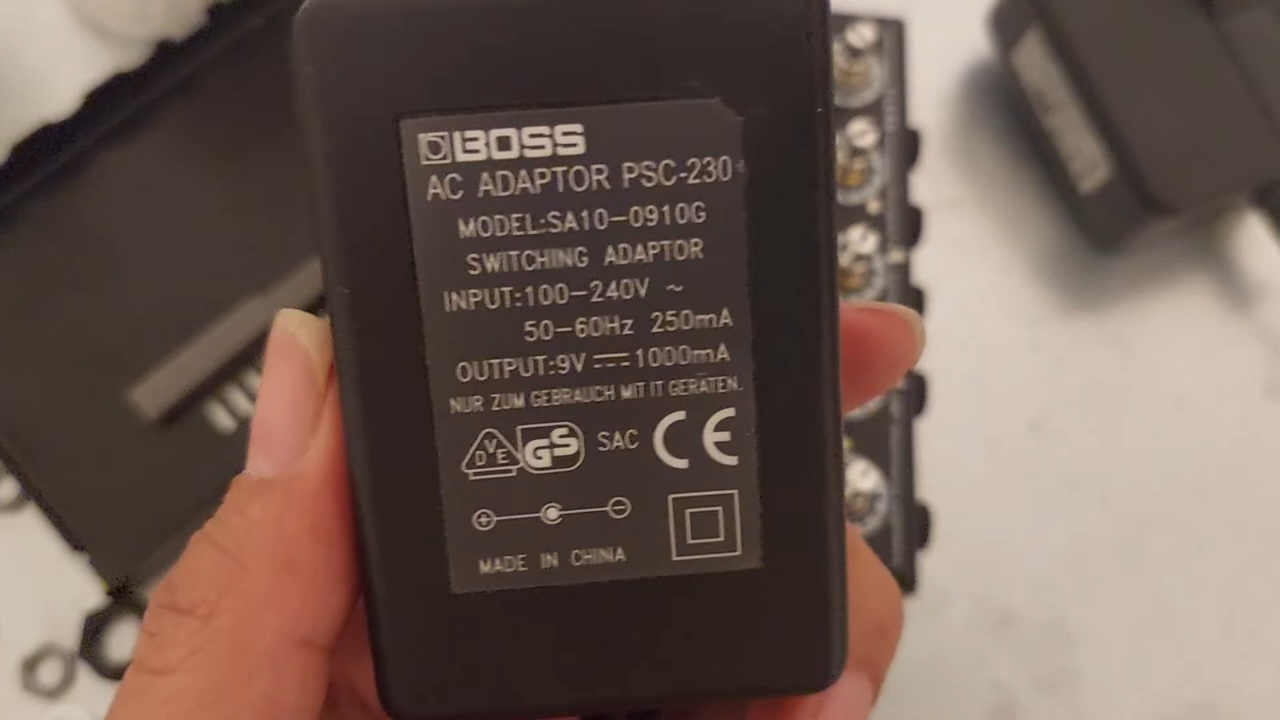 BOSS
AC ADAPTOR PSC-230
MODEL:SA10-0910G
SWITCHING ADAPTOR
INPUT:100-240V ~
50-60Hz 250mA
OUTPUT:9V ⎓ 1000mA
NUR ZUM GEBRAUCH MIT IT GERÄTEN.
DVE GS SAC CE
MADE IN CHINA